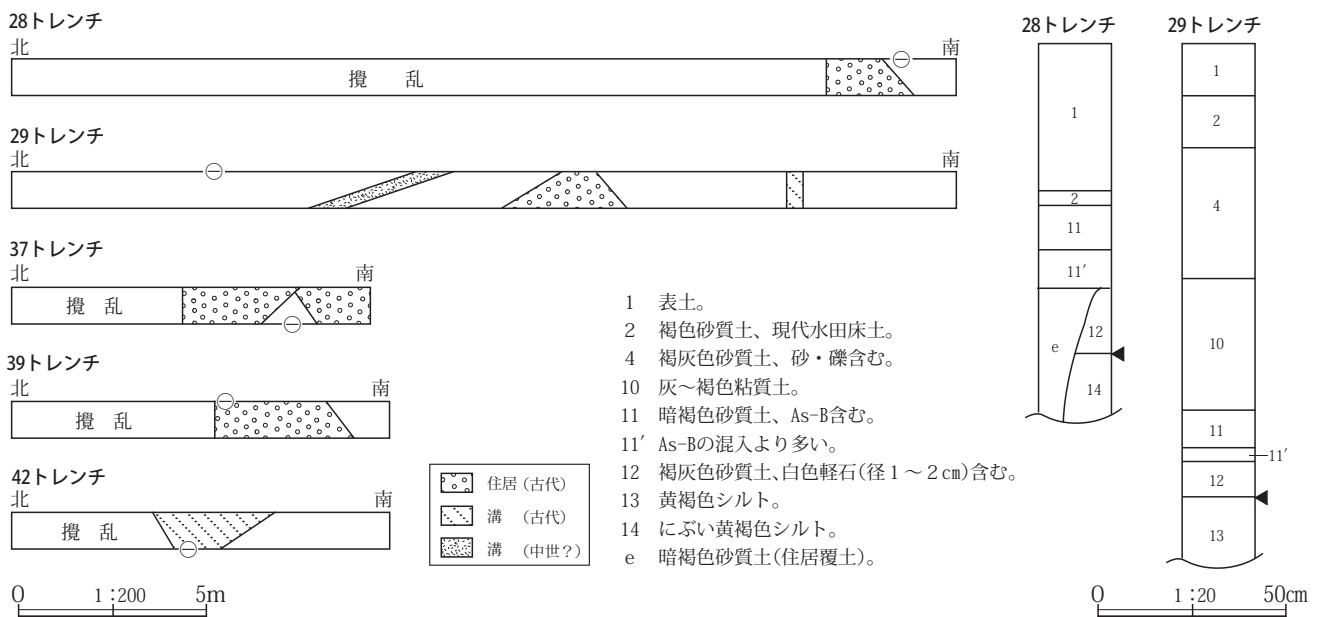 28トレンチ
北
南
攪 乱
29トレンチ
北
南
37トレンチ
北
南
攪 乱
39トレンチ
北
南
攪 乱
42トレンチ
北
南
攪 乱
住居(古代)
溝 (古代)
溝 (中世?)
0 1:200 5m
1 表土。
2 褐色砂質土、現代水田床土。
4 褐灰色砂質土、砂・礫含む。
10 灰~褐色粘質土。
11 暗褐色砂質土、As-B含む。
11′ As-Bの混入より多い。
12 褐灰色砂質土、白色軽石(径1~2㎝)含む。
13 黄褐色シルト。
14 にぶい黄褐色シルト。
e 暗褐色砂質土(住居覆土)。
28トレンチ
1
2
11
11′
e
12
14
29トレンチ
1
2
4
10
11
11′
12
13
0 1:20 50㎝